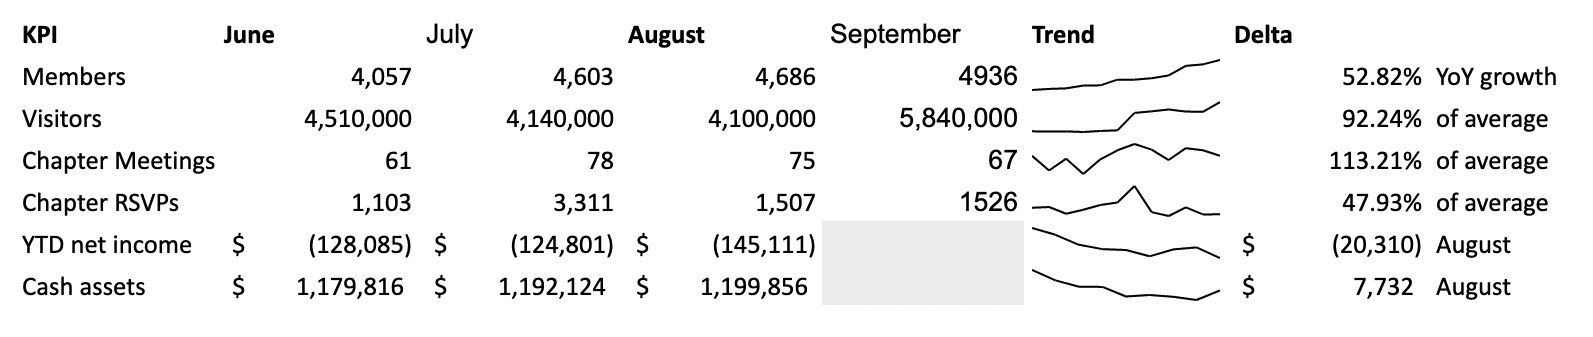 KPI June July August September Trend Delta
Members 4,057 4,603 4,686 4936 52.82% YoY growth
Visitors 4,510,000 4,140,000 4,100,000 5,840,000 92.24% of average
Chapter Meetings 61 78 75 67 113.21% of average
Chapter RSVPs 1,103 3,311 1,507 1526 47.93% of average
YTD net income $ (128,085) $ (124,801) $ (145,111) $ (20,310) August
Cash assets $ 1,179,816 $ 1,192,124 $ 1,199,856 $ 7,732 August